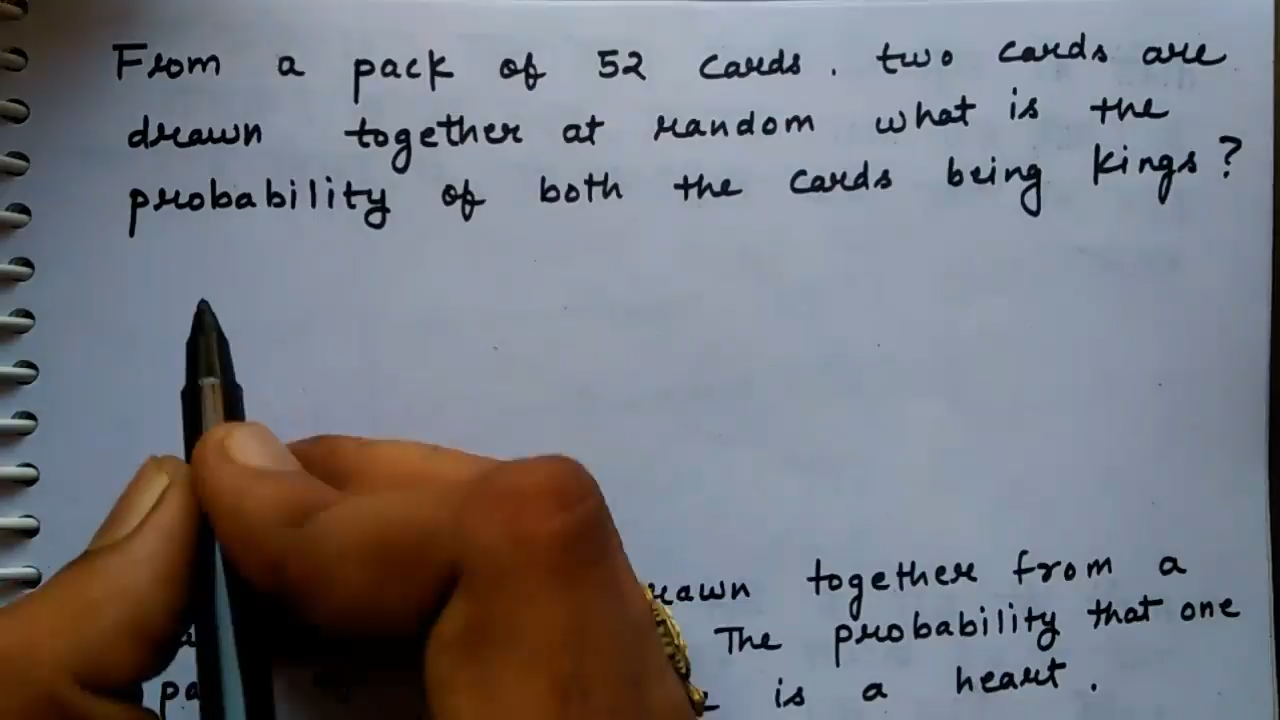 From a pack of 52 cards. two cards are
drawn together at random what is the
probability of both the cards being kings?
together from a
The probability that one
is a heart.